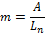 m = A / Lₙ